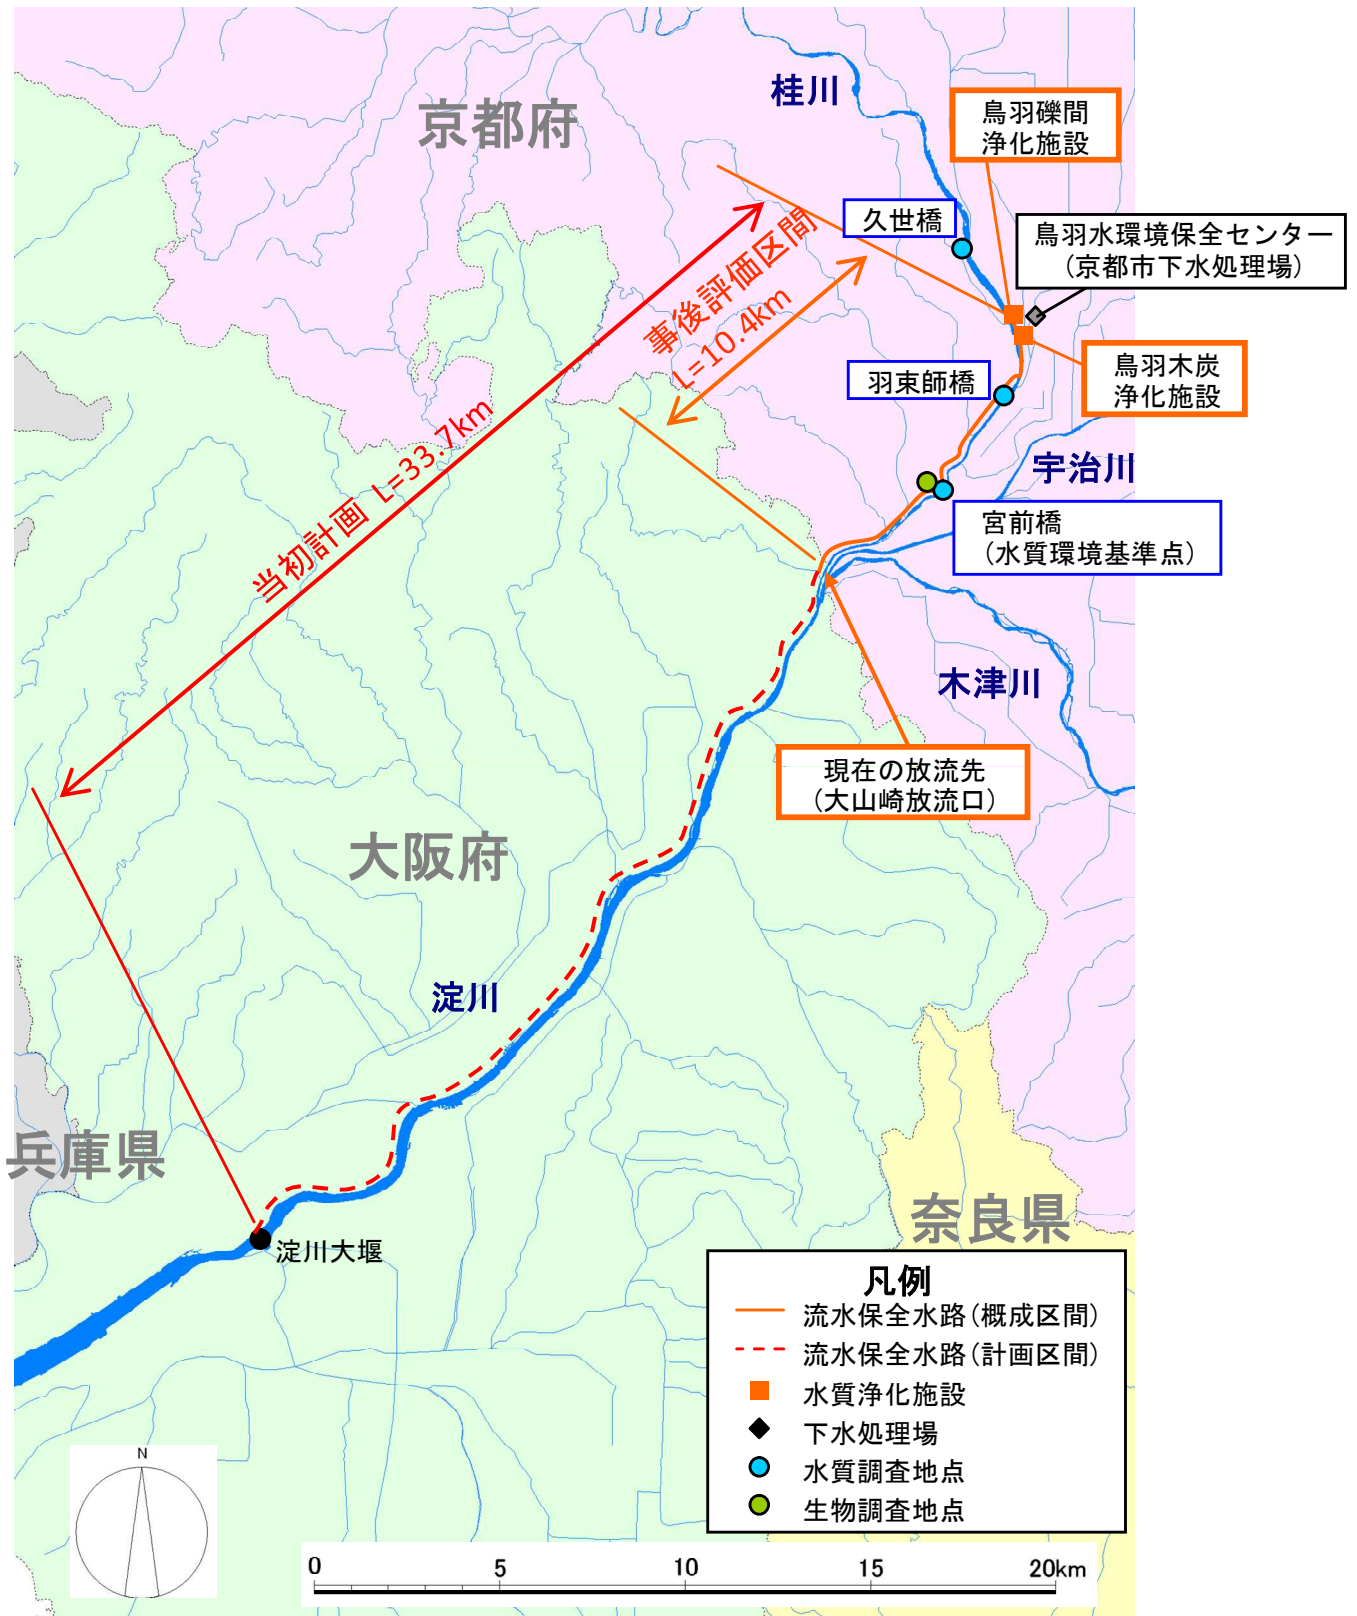 桂川
京都府
鳥羽礫間
浄化施設
久世橋
鳥羽水環境保全センター
（京都市下水処理場）
事後評価区間
L=10.4km
鳥羽木炭
浄化施設
羽束師橋
当初計画 L=33.7km
宇治川
宮前橋
（水質環境基準点）
木津川
現在の放流先
（大山崎放流口）
大阪府
淀川
兵庫県
奈良県
淀川大堰
凡例
流水保全水路（概成区間）
流水保全水路（計画区間）
水質浄化施設
下水処理場
水質調査地点
生物調査地点
N
0 5 10 15 20km